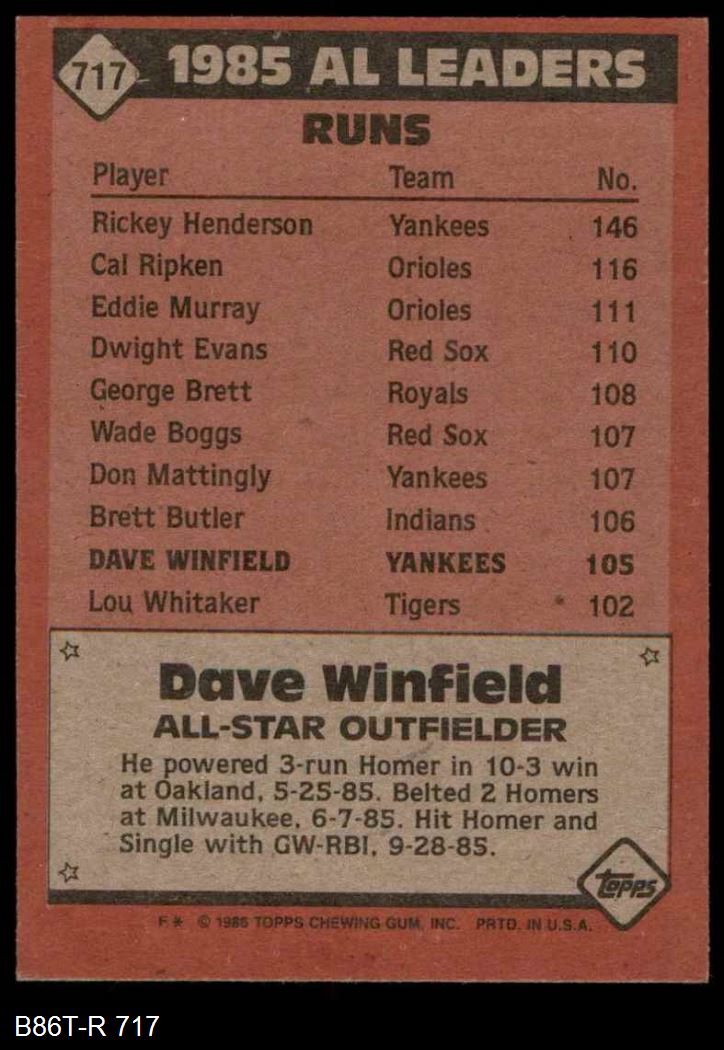 717 1985 AL LEADERS
RUNS
Player Team No.
Rickey Henderson Yankees 146
Cal Ripken Orioles 116
Eddie Murray Orioles 111
Dwight Evans Red Sox 110
George Brett Royals 108
Wade Boggs Red Sox 107
Don Mattingly Yankees 107
Brett Butler Indians 106
DAVE WINFIELD YANKEES 105
Lou Whitaker Tigers 102
Dave Winfield
ALL-STAR OUTFIELDER
He powered 3-run Homer in 10-3 win
at Oakland, 5-25-85. Belted 2 Homers
at Milwaukee, 6-7-85. Hit Homer and
Single with GW-RBI, 9-28-85.
Topps
F * © 1986 TOPPS CHEWING GUM, INC. PRTD. IN U.S.A.
B86T-R 717